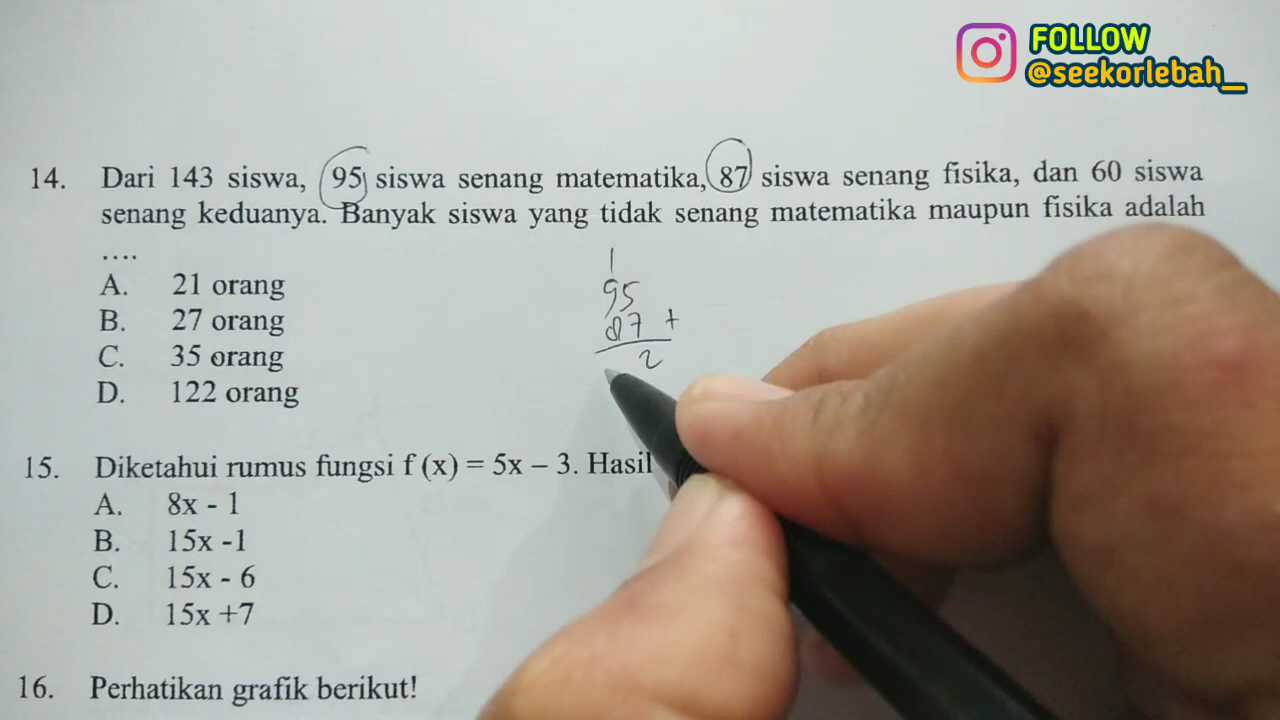 FOLLOW
@seekorlebah_
14. Dari 143 siswa, 95 siswa senang matematika, 87 siswa senang fisika, dan 60 siswa
senang keduanya. Banyak siswa yang tidak senang matematika maupun fisika adalah
....
A. 21 orang
B. 27 orang
C. 35 orang
D. 122 orang
1
95
87 +
2
15. Diketahui rumus fungsi f (x) = 5x – 3. Hasil
A. 8x - 1
B. 15x -1
C. 15x - 6
D. 15x +7
16. Perhatikan grafik berikut!